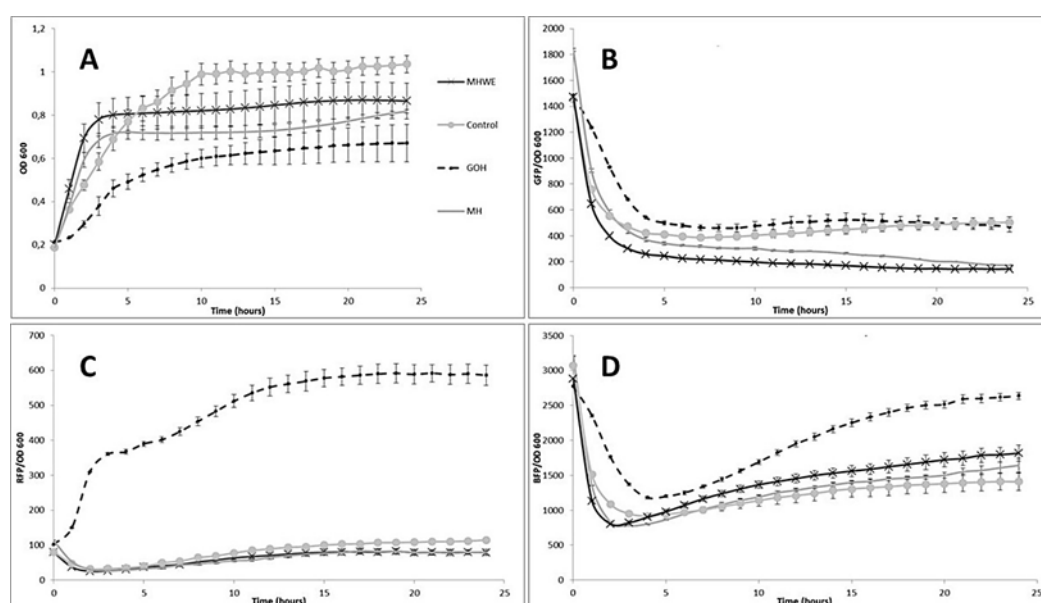 A
1,2
1
0,8
0,6
0,4
0,2
0
OD 600
0 5 10 15 20 25
Time (hours)
MHWE
Control
GOH
MH
B
2000
1800
1600
1400
1200
1000
800
600
400
200
0
GFP/OD 600
0 5 10 15 20 25
Time (hours)
C
700
600
500
400
300
200
100
0
RFP/OD 600
0 5 10 15 20 25
Time (hours)
D
3500
3000
2500
2000
1500
1000
500
0
BFP/OD 600
0 5 10 15 20 25
Time (hours)